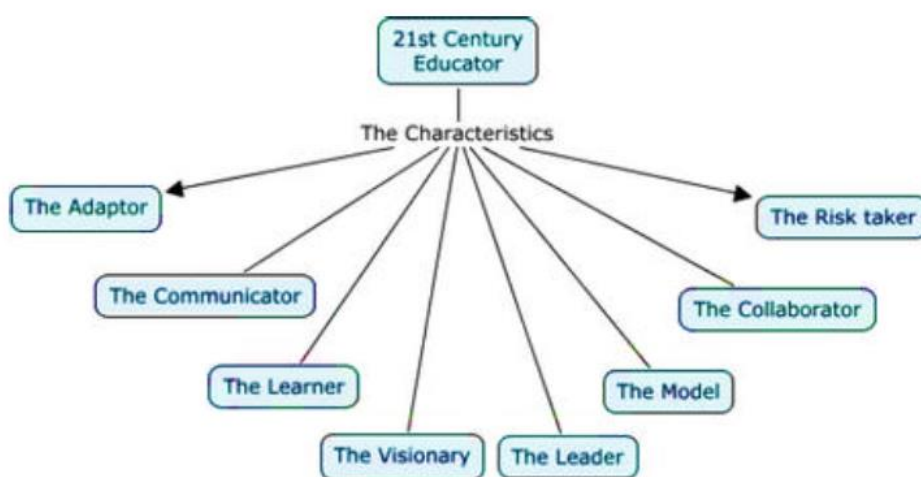 21st Century
Educator
The Characteristics
The Adaptor
The Risk taker
The Communicator
The Collaborator
The Learner
The Model
The Visionary
The Leader